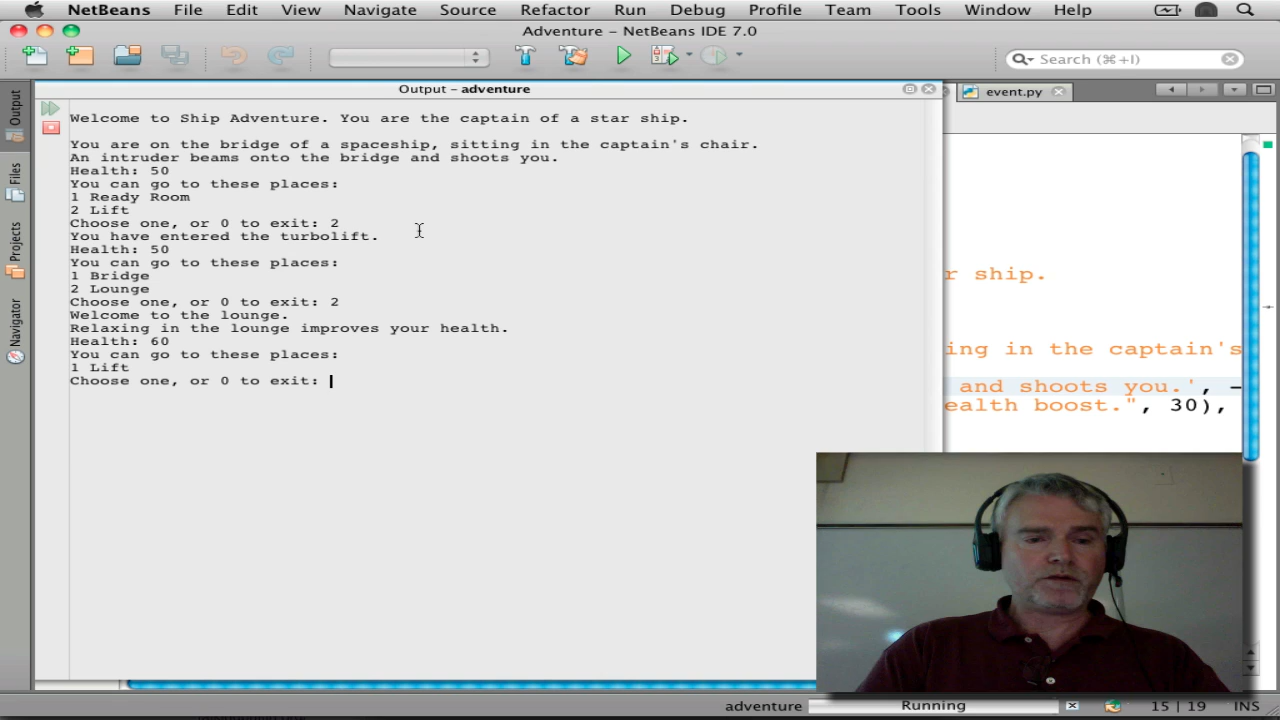 NetBeans File Edit View Navigate Source Refactor Run Debug Profile Team Tools Window Help
Adventure – NetBeans IDE 7.0
Search (⌘+I)
Output – adventure
event.py
Output
Files
Projects
Navigator
Welcome to Ship Adventure. You are the captain of a star ship.
You are on the bridge of a spaceship, sitting in the captain's chair.
An intruder beams onto the bridge and shoots you.
Health: 50
You can go to these places:
1 Ready Room
2 Lift
Choose one, or 0 to exit: 2
You have entered the turbolift.
Health: 50
You can go to these places:
1 Bridge
2 Lounge
Choose one, or 0 to exit: 2
Welcome to the lounge.
Relaxing in the lounge improves your health.
Health: 60
You can go to these places:
1 Lift
Choose one, or 0 to exit:
r ship.
ing in the captain's
and shoots you.', –
ealth boost.", 30),
adventure Running 15 | 19 INS